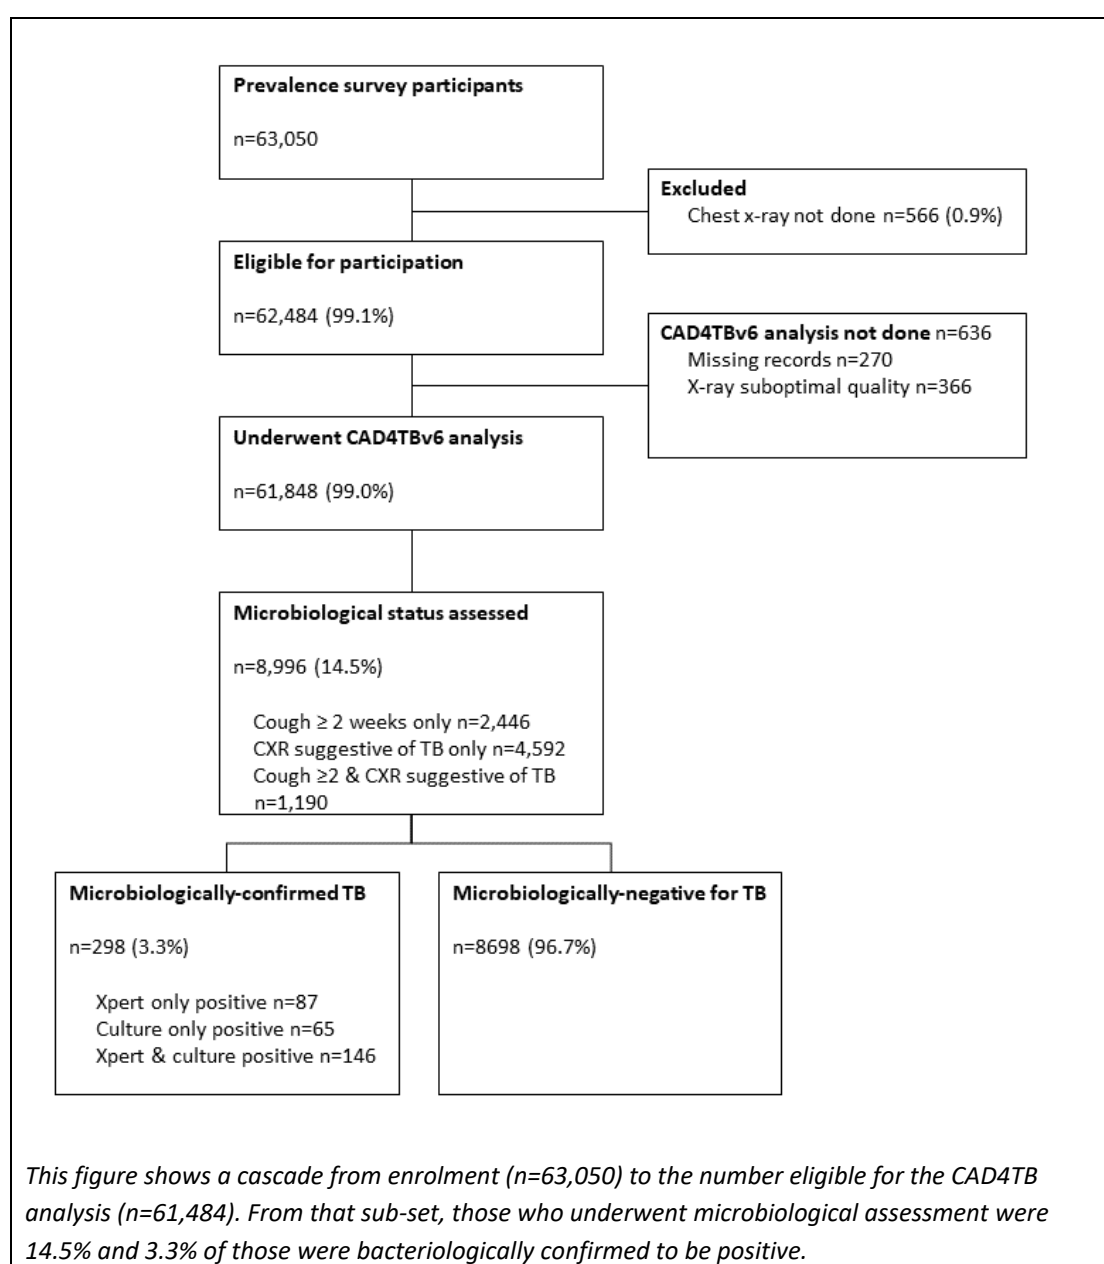 Prevalence survey participants
n=63,050
Excluded
Chest x-ray not done n=566 (0.9%)
Eligible for participation
n=62,484 (99.1%)
CAD4TBv6 analysis not done n=636
Missing records n=270
X-ray suboptimal quality n=366
Underwent CAD4TBv6 analysis
n=61,848 (99.0%)
Microbiological status assessed
n=8,996 (14.5%)
Cough ≥ 2 weeks only n=2,446
CXR suggestive of TB only n=4,592
Cough ≥2 & CXR suggestive of TB
n=1,190
Microbiologically-confirmed TB
n=298 (3.3%)
Xpert only positive n=87
Culture only positive n=65
Xpert & culture positive n=146
Microbiologically-negative for TB
n=8698 (96.7%)
This figure shows a cascade from enrolment (n=63,050) to the number eligible for the CAD4TB
analysis (n=61,484). From that sub-set, those who underwent microbiological assessment were
14.5% and 3.3% of those were bacteriologically confirmed to be positive.